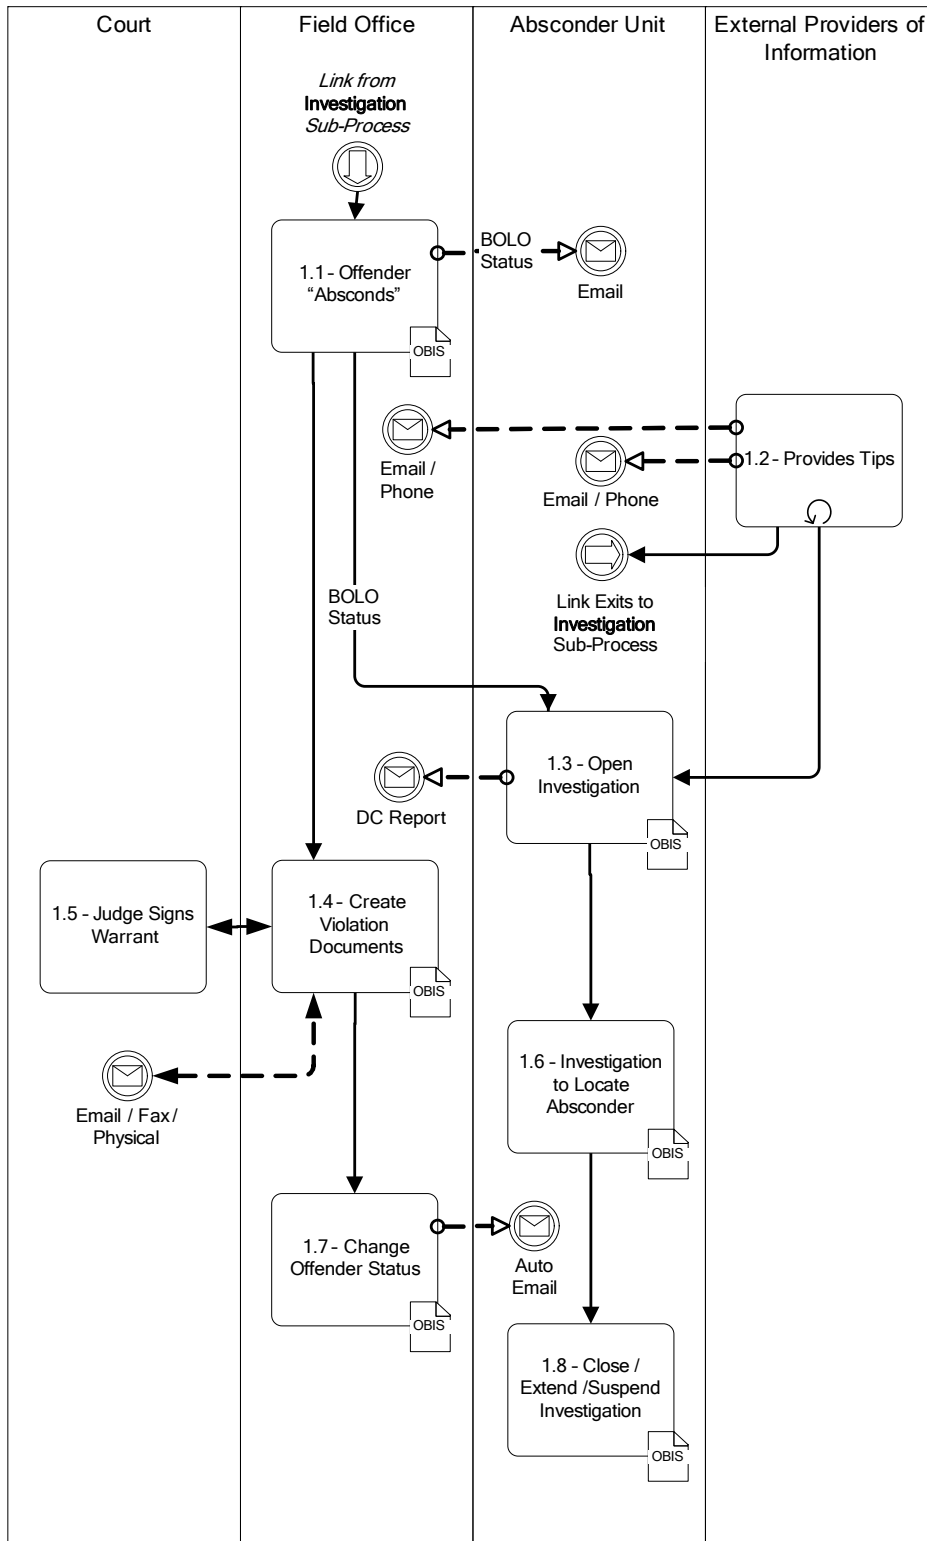 Court
Field Office
Absconder Unit
External Providers of
Information
Link from
Investigation
Sub-Process
1.1 - Offender
“Absconds”
OBIS
BOLO
Status
Email
Email /
Phone
Email / Phone
1.2 - Provides Tips
Link Exits to
Investigation
Sub-Process
BOLO
Status
1.3 - Open
Investigation
OBIS
DC Report
1.5 - Judge Signs
Warrant
1.4 - Create
Violation
Documents
OBIS
Email / Fax /
Physical
1.6 - Investigation
to Locate
Absconder
OBIS
1.7 - Change
Offender Status
OBIS
Auto
Email
1.8 - Close /
Extend /Suspend
Investigation
OBIS